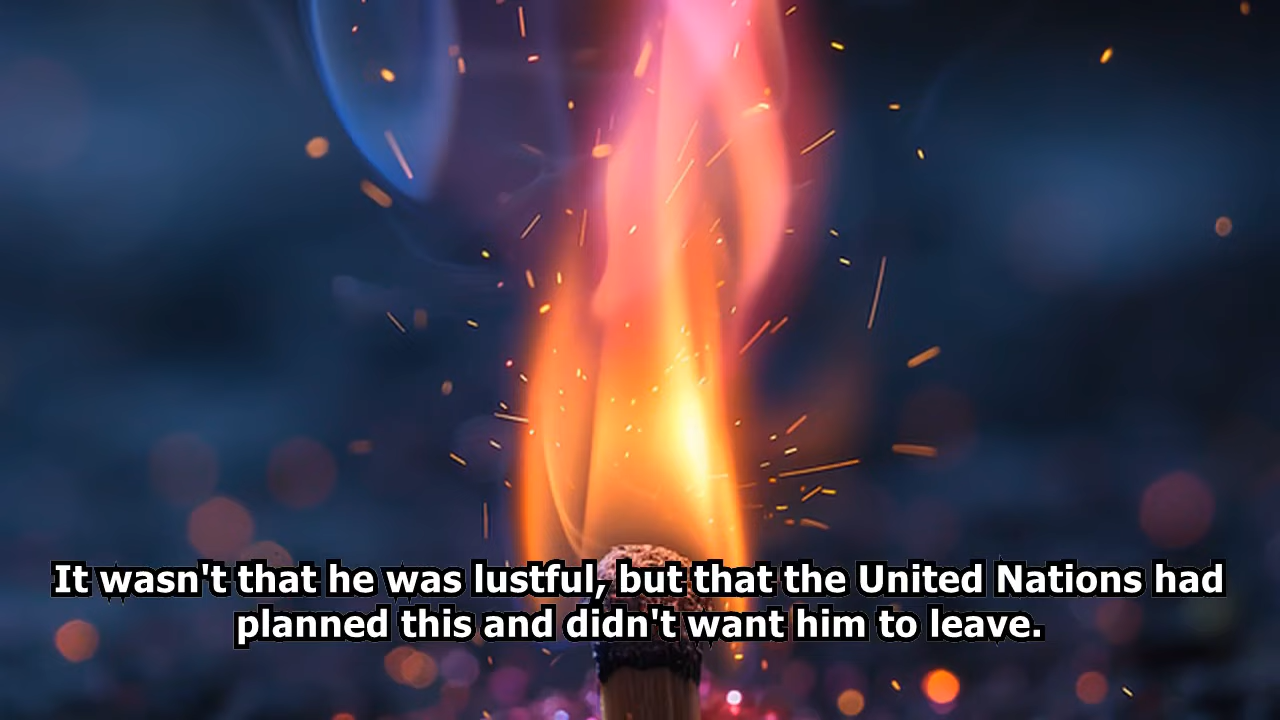 It wasn't that he was lustful, but that the United Nations had
planned this and didn't want him to leave.